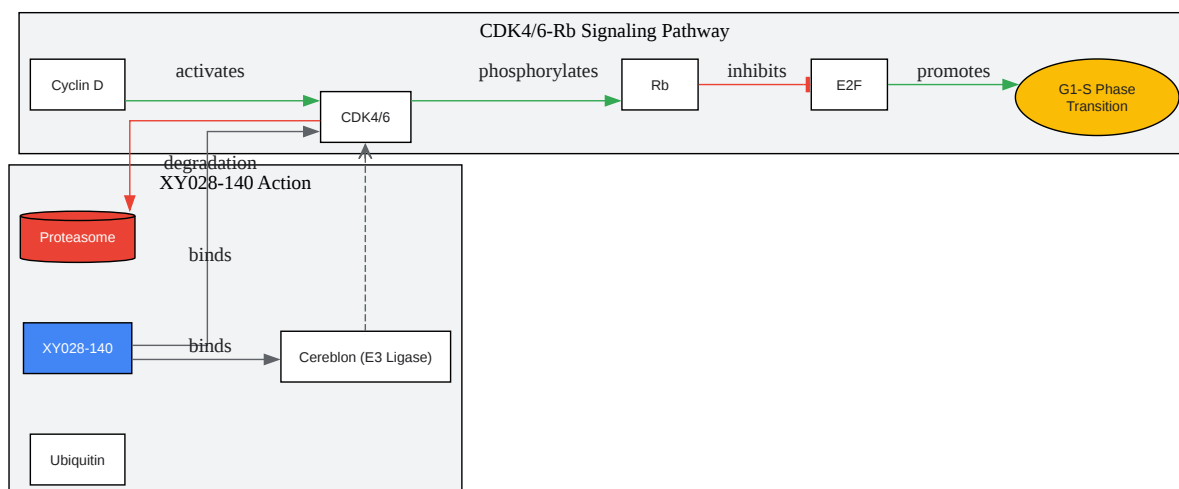 CDK4/6-Rb Signaling Pathway
Cyclin D
activates
CDK4/6
phosphorylates
Rb
inhibits
E2F
promotes
G1-S Phase
Transition
degradation
XY028-140 Action
Proteasome
binds
XY028-140
binds
Cereblon (E3 Ligase)
Ubiquitin